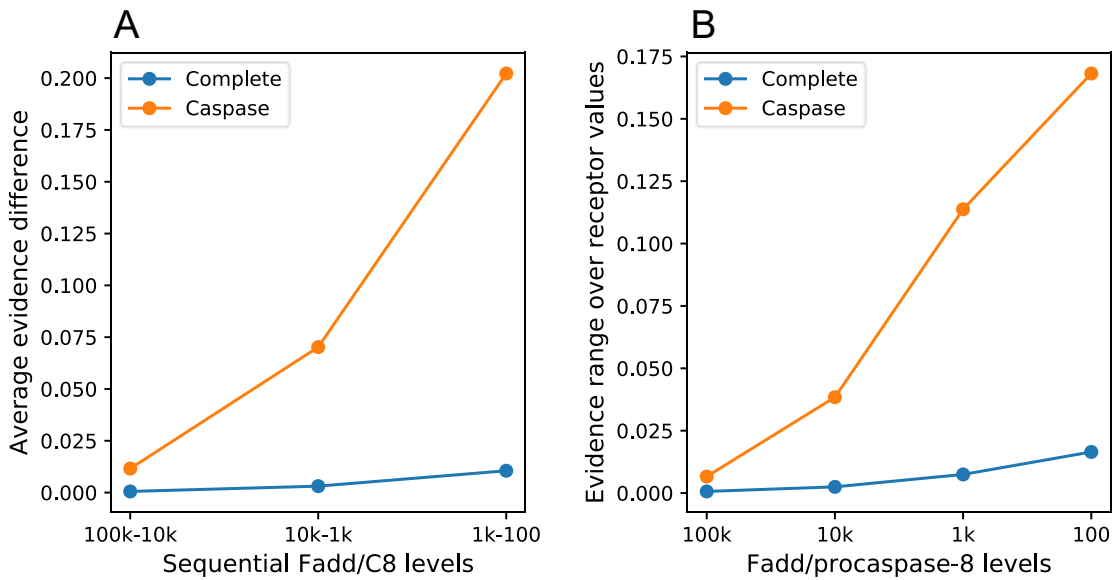 A
Average evidence difference
0.200
0.175
0.150
0.125
0.100
0.075
0.050
0.025
0.000
Complete
Caspase
100k-10k
10k-1k
1k-100
Sequential Fadd/C8 levels
B
Evidence range over receptor values
0.175
0.150
0.125
0.100
0.075
0.050
0.025
0.000
Complete
Caspase
100k
10k
1k
100
Fadd/procaspase-8 levels